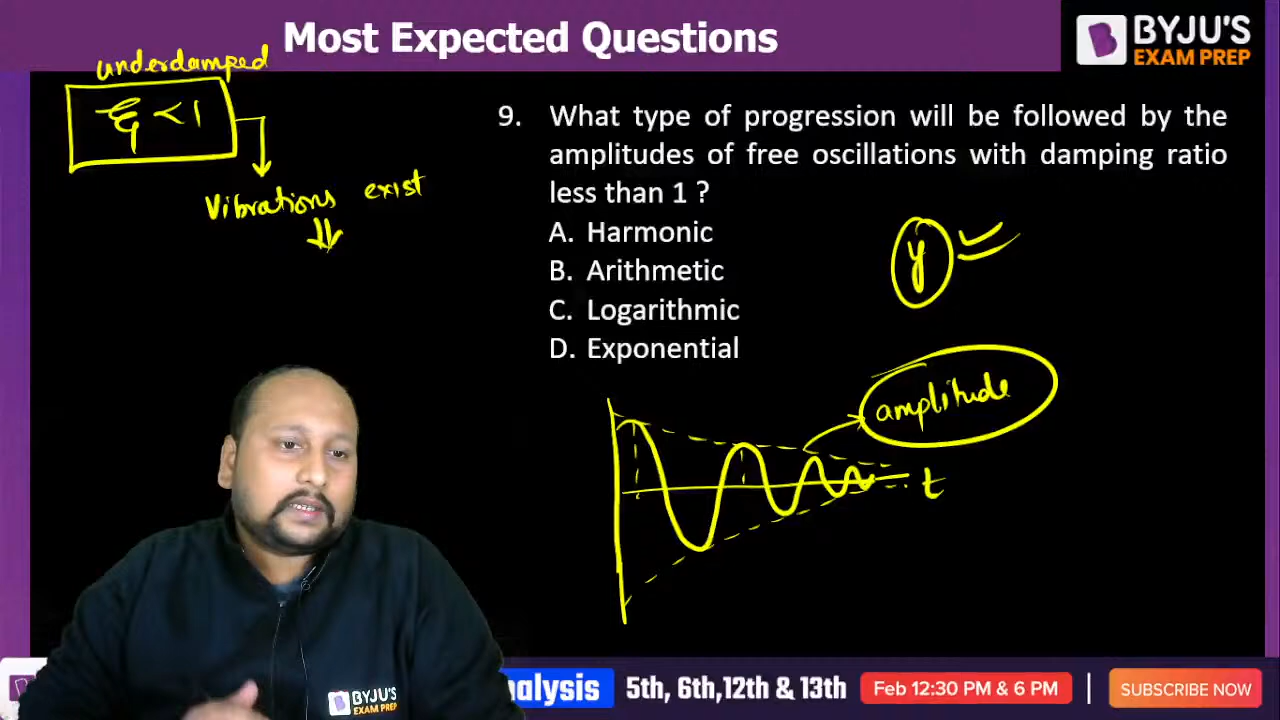 Most Expected Questions
BYJU'S
EXAM PREP
underdamped
ξ < 1
Vibrations exist
9. What type of progression will be followed by the
amplitudes of free oscillations with damping ratio
less than 1 ?
A. Harmonic
B. Arithmetic
C. Logarithmic
D. Exponential
y
amplitude
t
BYJU'S
EXAM PREP
nalysis 5th, 6th,12th & 13th Feb 12:30 PM & 6 PM SUBSCRIBE NOW